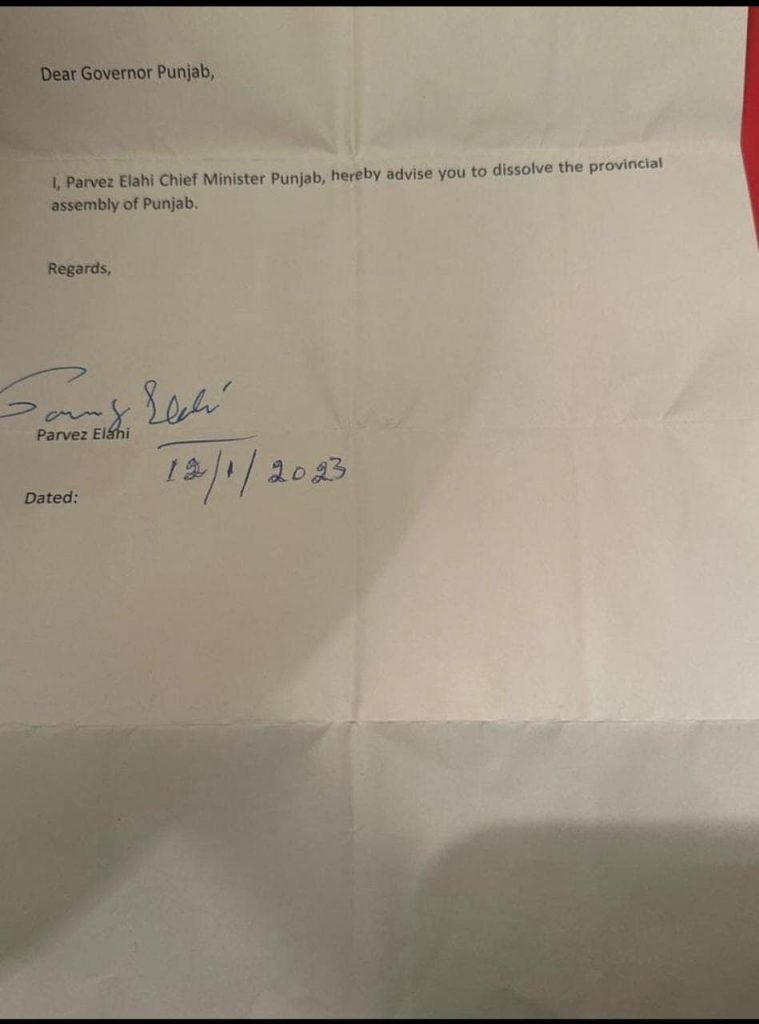 Dear Governor Punjab,
I, Parvez Elahi Chief Minister Punjab, hereby advise you to dissolve the provincial
assembly of Punjab.
Regards,
Elahi
Parvez Elahi
12/1/2023
Dated: